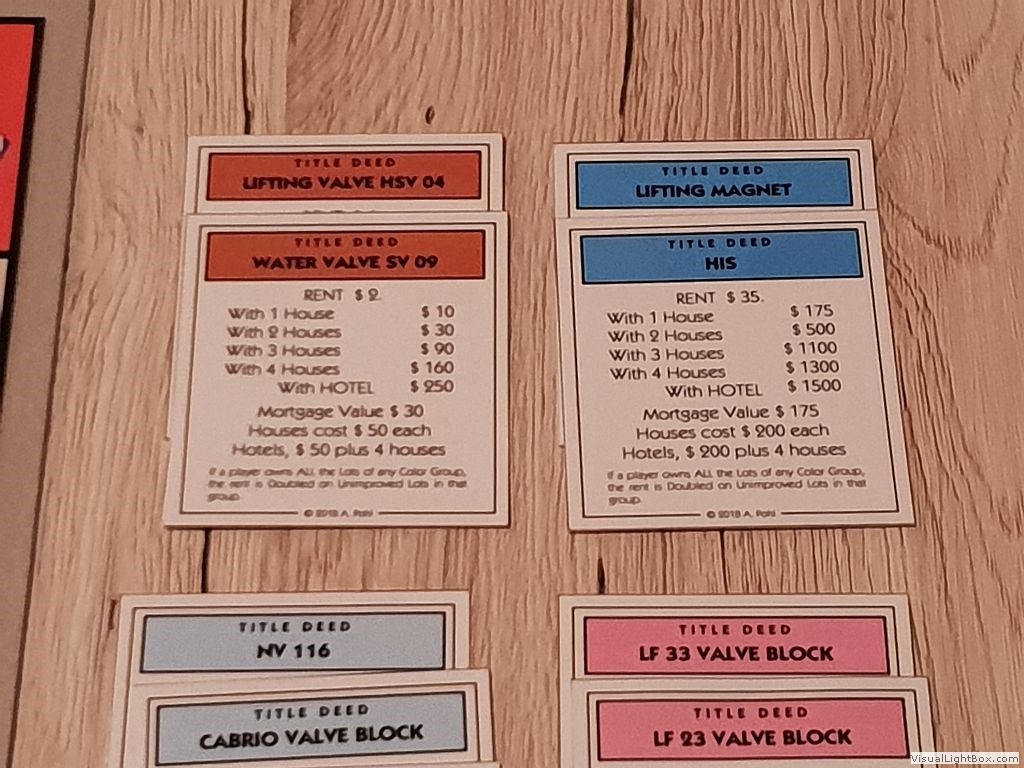 TITLE DEED
LIFTING VALVE HSV 04
TITLE DEED
WATER VALVE SV 09
RENT $ 2.
With 1 House $ 10
With 2 Houses $ 30
With 3 Houses $ 90
With 4 Houses $ 160
With HOTEL $ 250
Mortgage Value $ 30
Houses cost $ 50 each
Hotels, $ 50 plus 4 houses
If a player owns ALL the Lots of any Color Group,
the rent is Doubled on Unimproved Lots in that
group.
© 2018 A. Pohl
TITLE DEED
LIFTING MAGNET
TITLE DEED
HIS
RENT $ 35.
With 1 House $ 175
With 2 Houses $ 500
With 3 Houses $ 1100
With 4 Houses $ 1300
With HOTEL $ 1500
Mortgage Value $ 175
Houses cost $ 200 each
Hotels, $ 200 plus 4 houses
If a player owns ALL the Lots of any Color Group,
the rent is Doubled on Unimproved Lots in that
group.
© 2018 A. Pohl
TITLE DEED
NV 116
TITLE DEED
CABRIO VALVE BLOCK
TITLE DEED
LF 33 VALVE BLOCK
TITLE DEED
LF 23 VALVE BLOCK
VisualLightBox.com